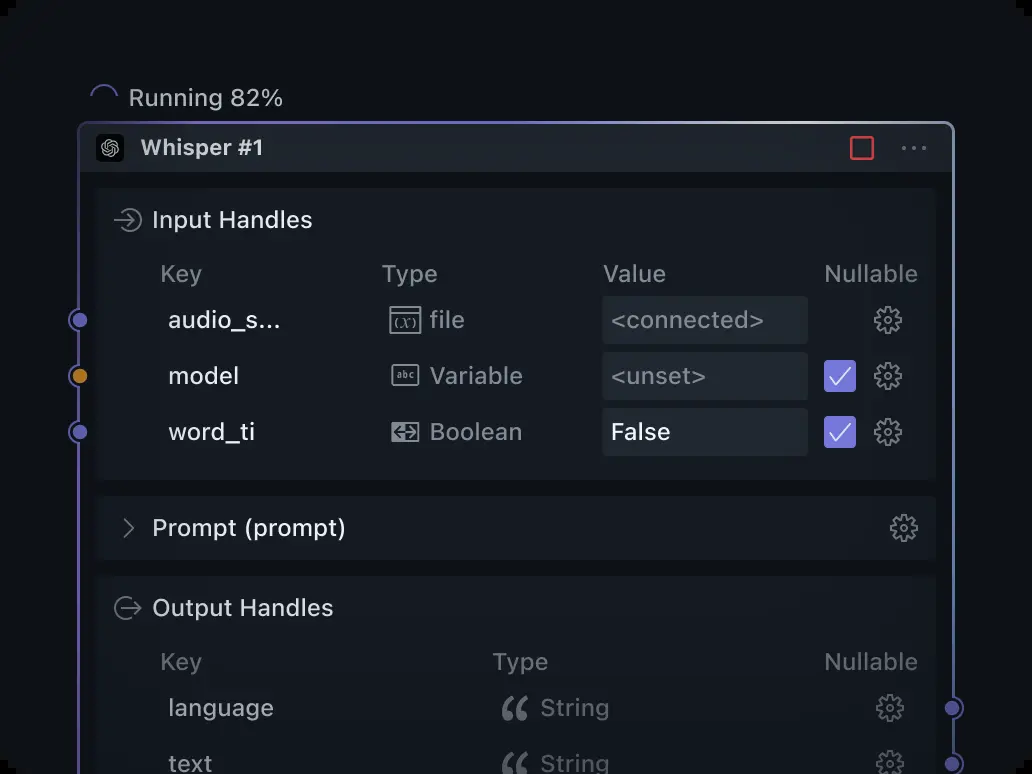 Running 82%
Whisper #1
Input Handles
Key Type Value Nullable
audio_s... (x) file <connected>
model abc Variable <unset>
word_ti Boolean False
Prompt (prompt)
Output Handles
Key Type Nullable
language String
text String